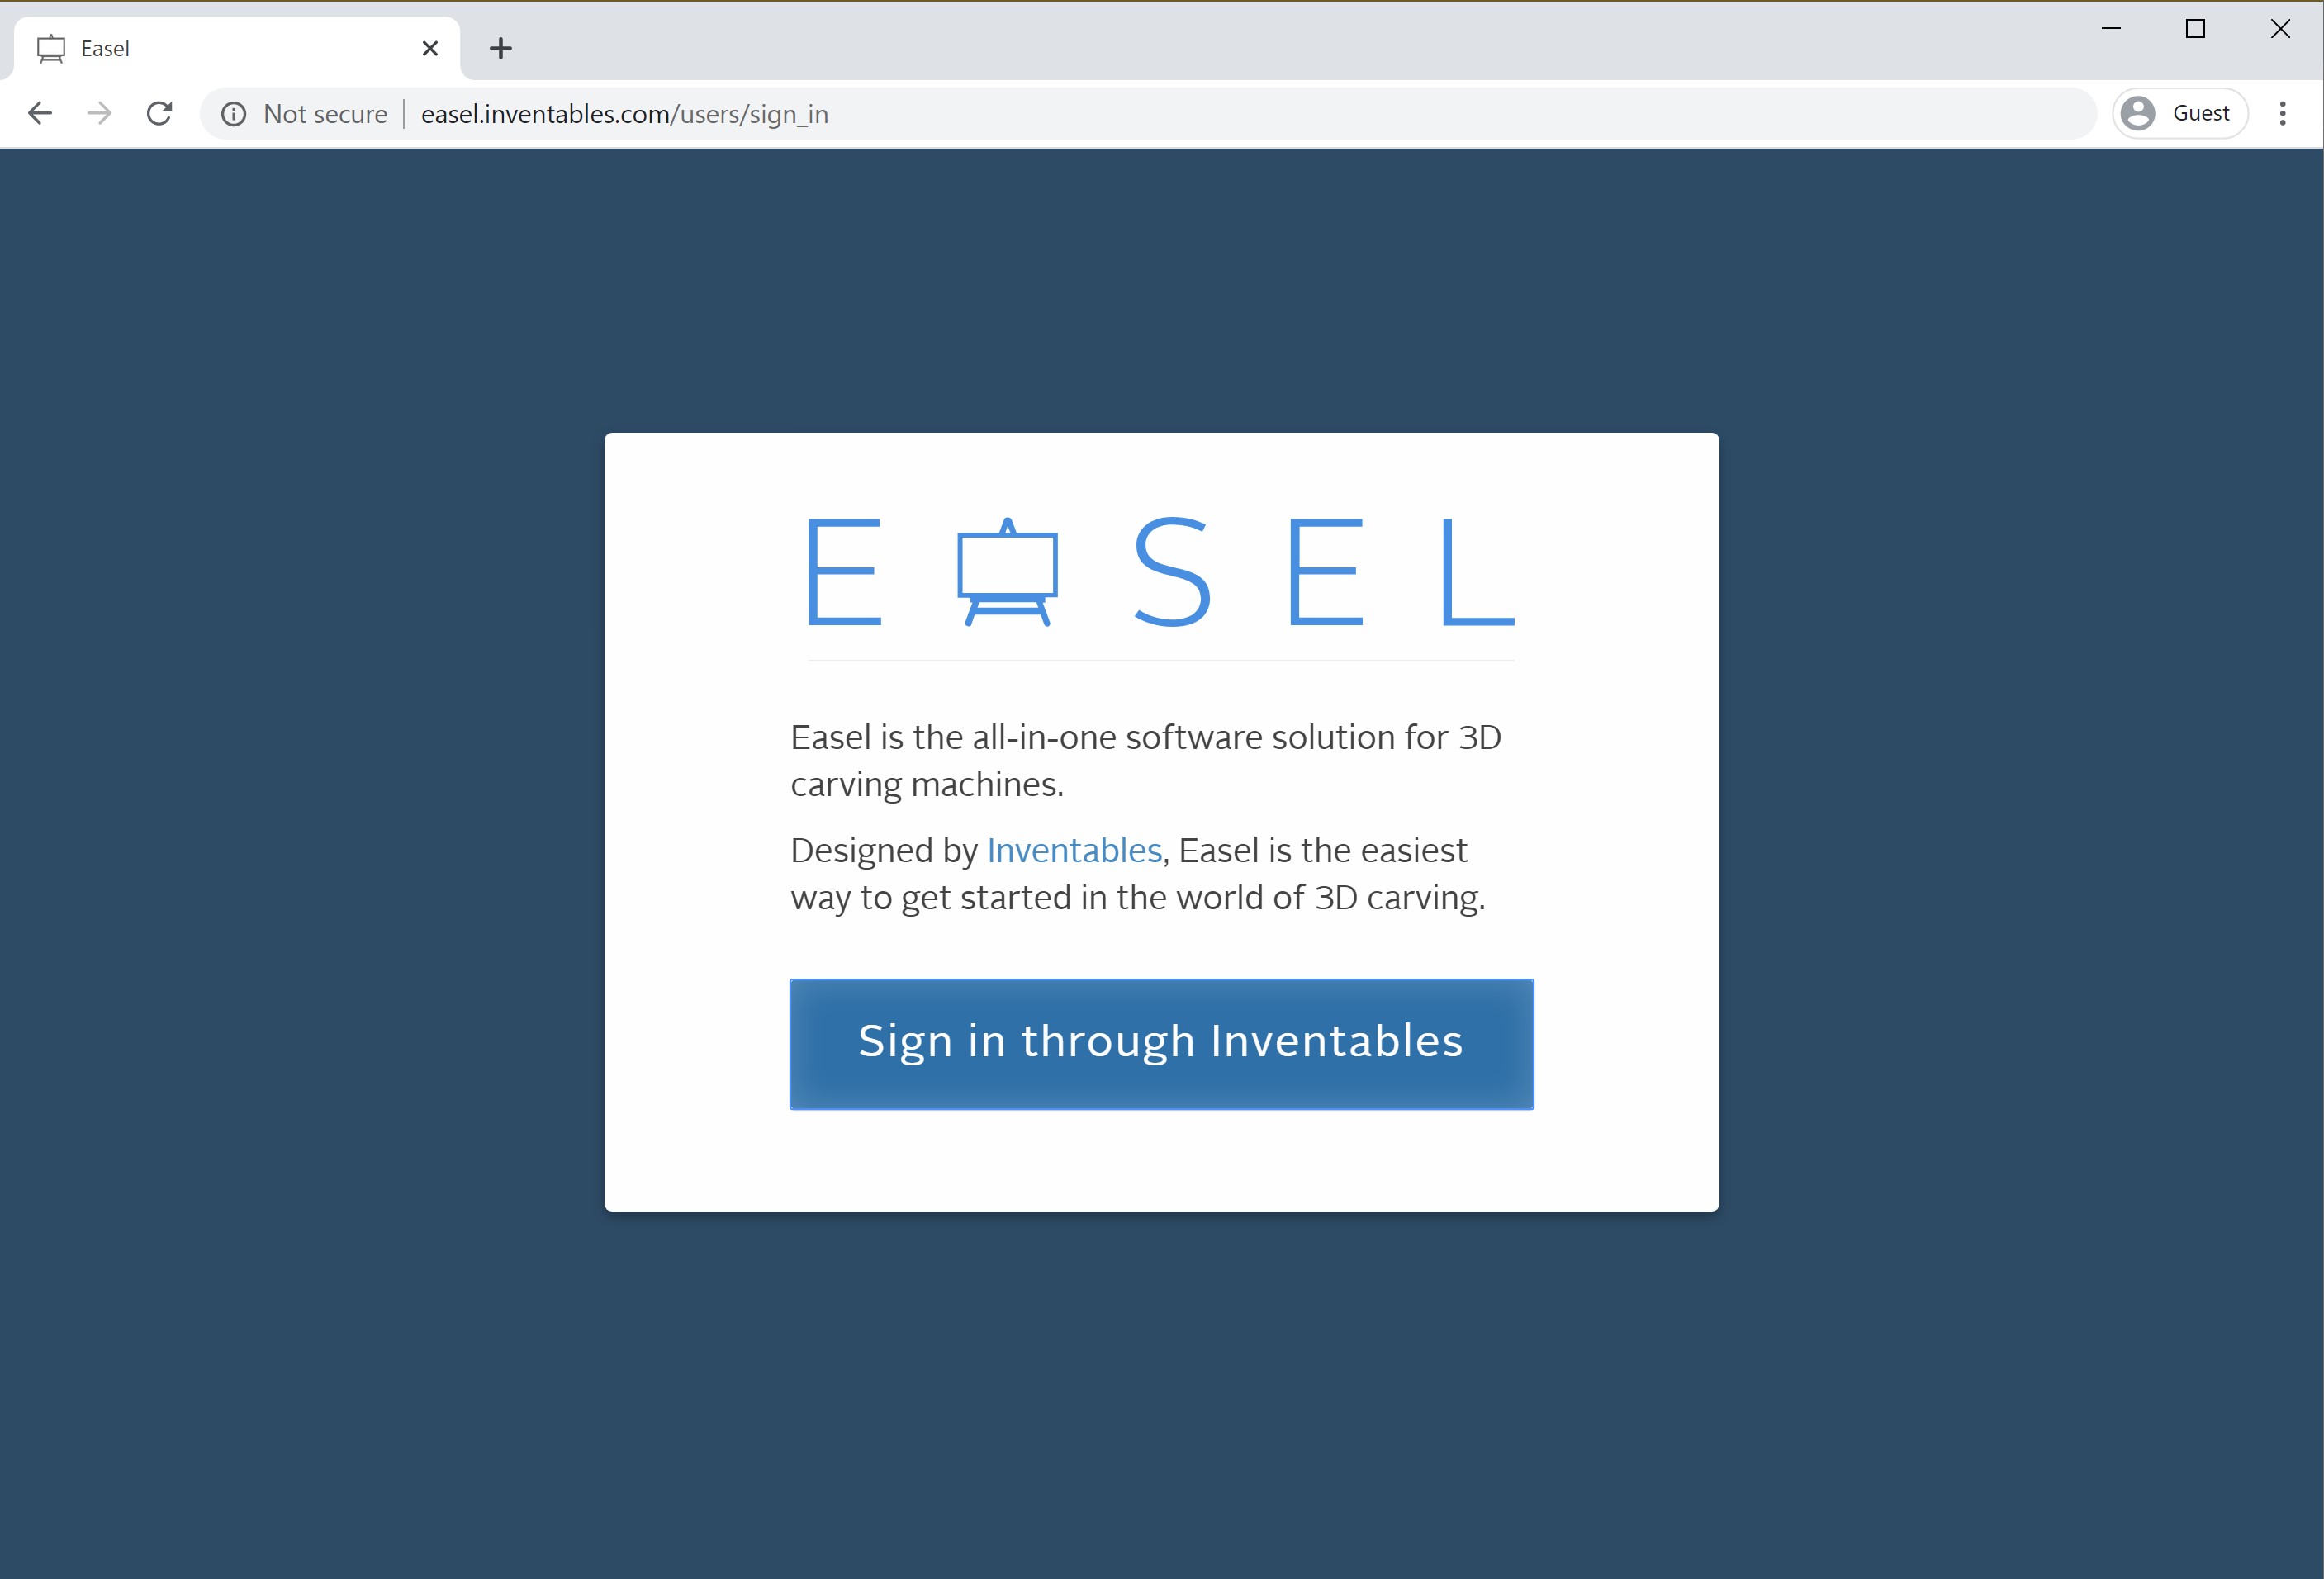 Easel
Not secure easel.inventables.com/users/sign_in Guest
E SEL
Easel is the all-in-one software solution for 3D
carving machines.
Designed by Inventables, Easel is the easiest
way to get started in the world of 3D carving.
Sign in through Inventables